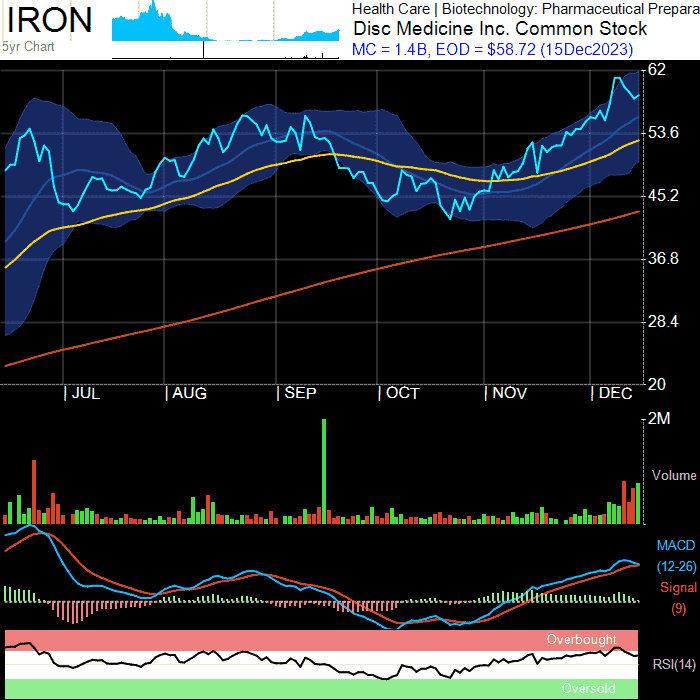 IRON
5yr Chart
Health Care | Biotechnology: Pharmaceutical Prepara
Disc Medicine Inc. Common Stock
MC = 1.4B, EOD = $58.72 (15Dec2023)
62
53.6
45.2
36.8
28.4
20
| JUL | AUG | SEP | OCT | NOV | DEC
2M
Volume
MACD
(12-26)
Signal
(9)
Overbought
RSI(14)
Oversold